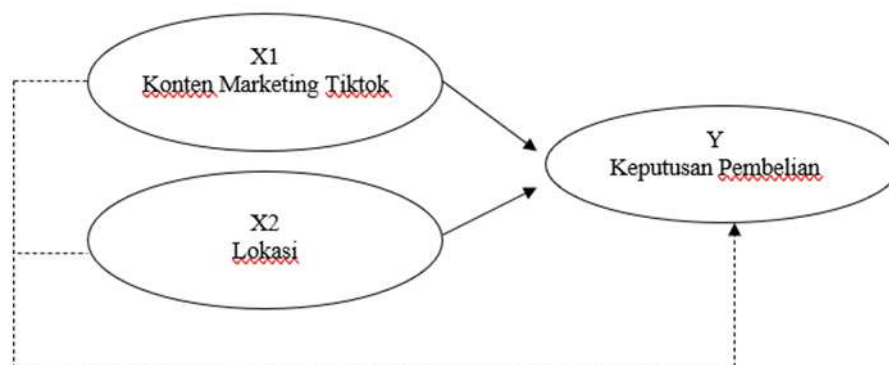 X1
Konten Marketing Tiktok
Y
Keputusan Pembelian
X2
Lokasi